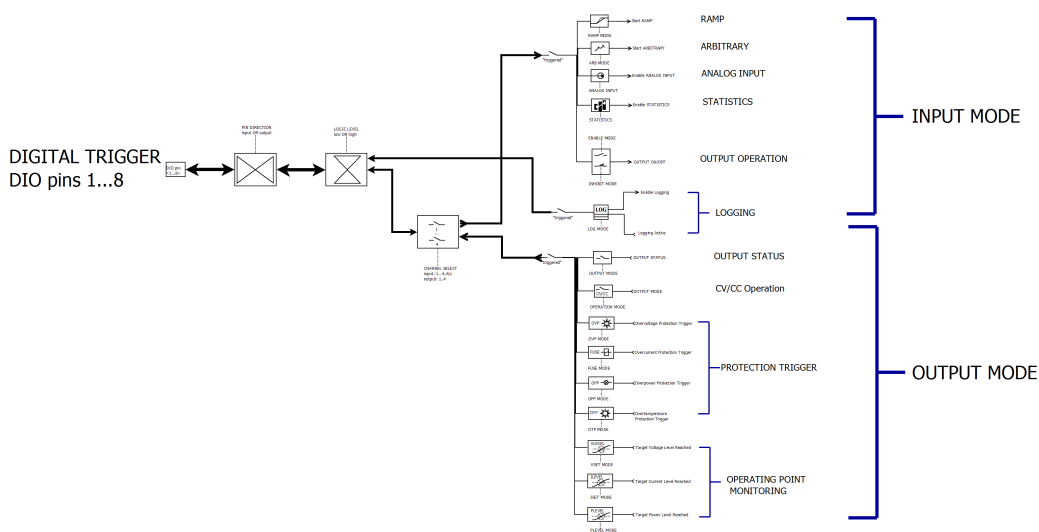 DIGITAL TRIGGER
DIO pins 1...8
DIO pin
<1...8>
PIN DIRECTION
input OR output
LOGIC LEVEL
low OR high
1
...
4
CHANNEL SELECT
output: 1..4
"triggered"
RAMP MODE
Start RAMP
RAMP
ARB MODE
Start ARBITRARY
ARBITRARY
ANALOG INPUT
Enable ANALOG INPUT
ANALOG INPUT
STATISTICS
Enable STATISTICS
STATISTICS
ENABLE MODE
INHIBIT MODE
OUTPUT ON/OFF
OUTPUT OPERATION
INPUT MODE
"triggered"
LOG
LOG MODE
Enable Logging
Logging Active
LOGGING
"triggered"
OUTPUT MODE
OUTPUT STATUS
OUTPUT STATUS
CV/CC
OPERATION MODE
OUTPUT MODE
CV/CC Operation
OVP
OVP MODE
Overvoltage Protection Trigger
FUSE
FUSE MODE
Overcurrent Protection Trigger
OPP
OPP MODE
Overpower Protection Trigger
OTP
OTP MODE
Overtemperature
Protection Trigger
PROTECTION TRIGGER
OUTPUT MODE
VLEVEL
VSET MODE
Target Voltage Level Reached
ILEVEL
ISET MODE
Target Current Level Reached
PLEVEL
PLEVEL MODE
Target Power Level Reached
OPERATING POINT
MONITORING